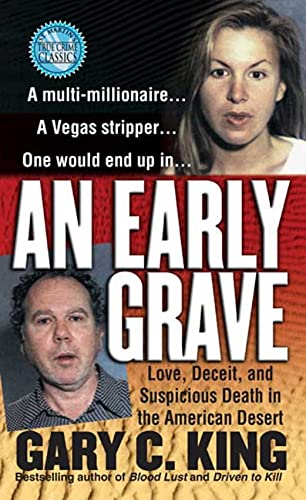 ST. MARTIN'S
TRUE CRIME
CLASSICS
A multi-millionaire...
A Vegas stripper...
One would end up in...
AN EARLY
GRAVE
Love, Deceit, and
Suspicious Death in
the American Desert
GARY C. KING
Bestselling author of Blood Lust and Driven to Kill